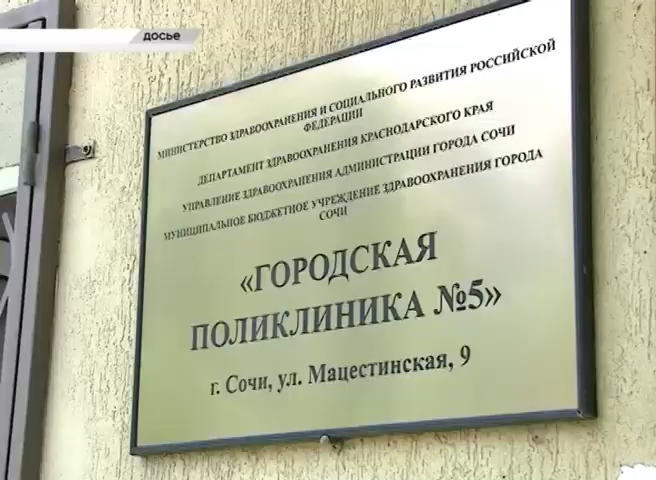 досье
МИНИСТЕРСТВО ЗДРАВООХРАНЕНИЯ И СОЦИАЛЬНОГО РАЗВИТИЯ РОССИЙСКОЙ
ФЕДЕРАЦИИ
ДЕПАРТАМЕНТ ЗДРАВООХРАНЕНИЯ КРАСНОДАРСКОГО КРАЯ
УПРАВЛЕНИЕ ЗДРАВООХРАНЕНИЯ АДМИНИСТРАЦИИ ГОРОДА СОЧИ
МУНИЦИПАЛЬНОЕ БЮДЖЕТНОЕ УЧРЕЖДЕНИЕ ЗДРАВООХРАНЕНИЯ ГОРОДА
СОЧИ
«ГОРОДСКАЯ
ПОЛИКЛИНИКА №5»
г. Сочи, ул. Мацестинская, 9